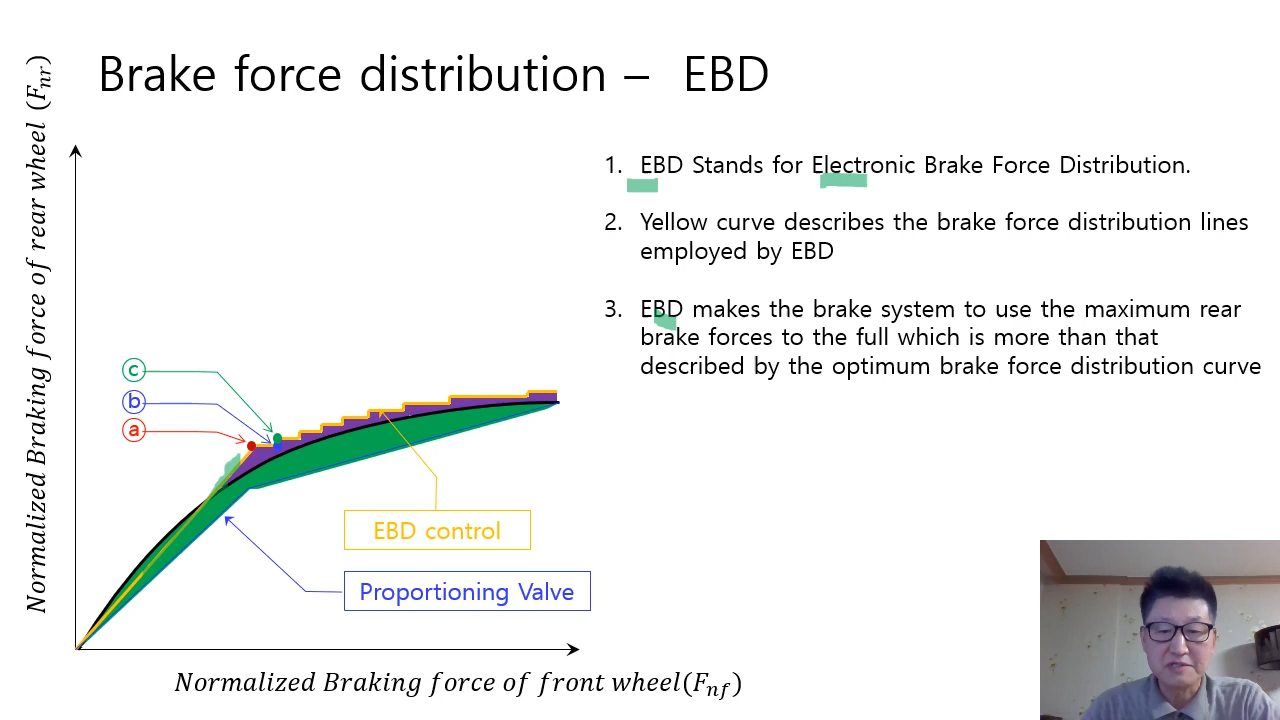 Brake force distribution – EBD
Normalized Braking force of rear wheel (Fnr)
1. EBD Stands for Electronic Brake Force Distribution.
2. Yellow curve describes the brake force distribution lines
employed by EBD
3. EBD makes the brake system to use the maximum rear
brake forces to the full which is more than that
described by the optimum brake force distribution curve
c
b
a
EBD control
Proportioning Valve
Normalized Braking force of front wheel(Fnf)